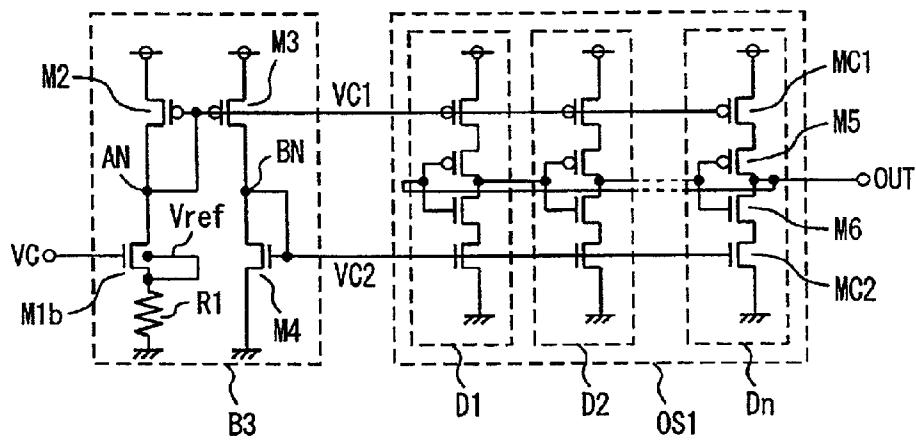 M3
M2
VC1
MC1
M5
AN
BN
OUT
Vref
M6
VC
VC2
M1b
R1
M4
MC2
D1
D2
Dn
B3
OS1